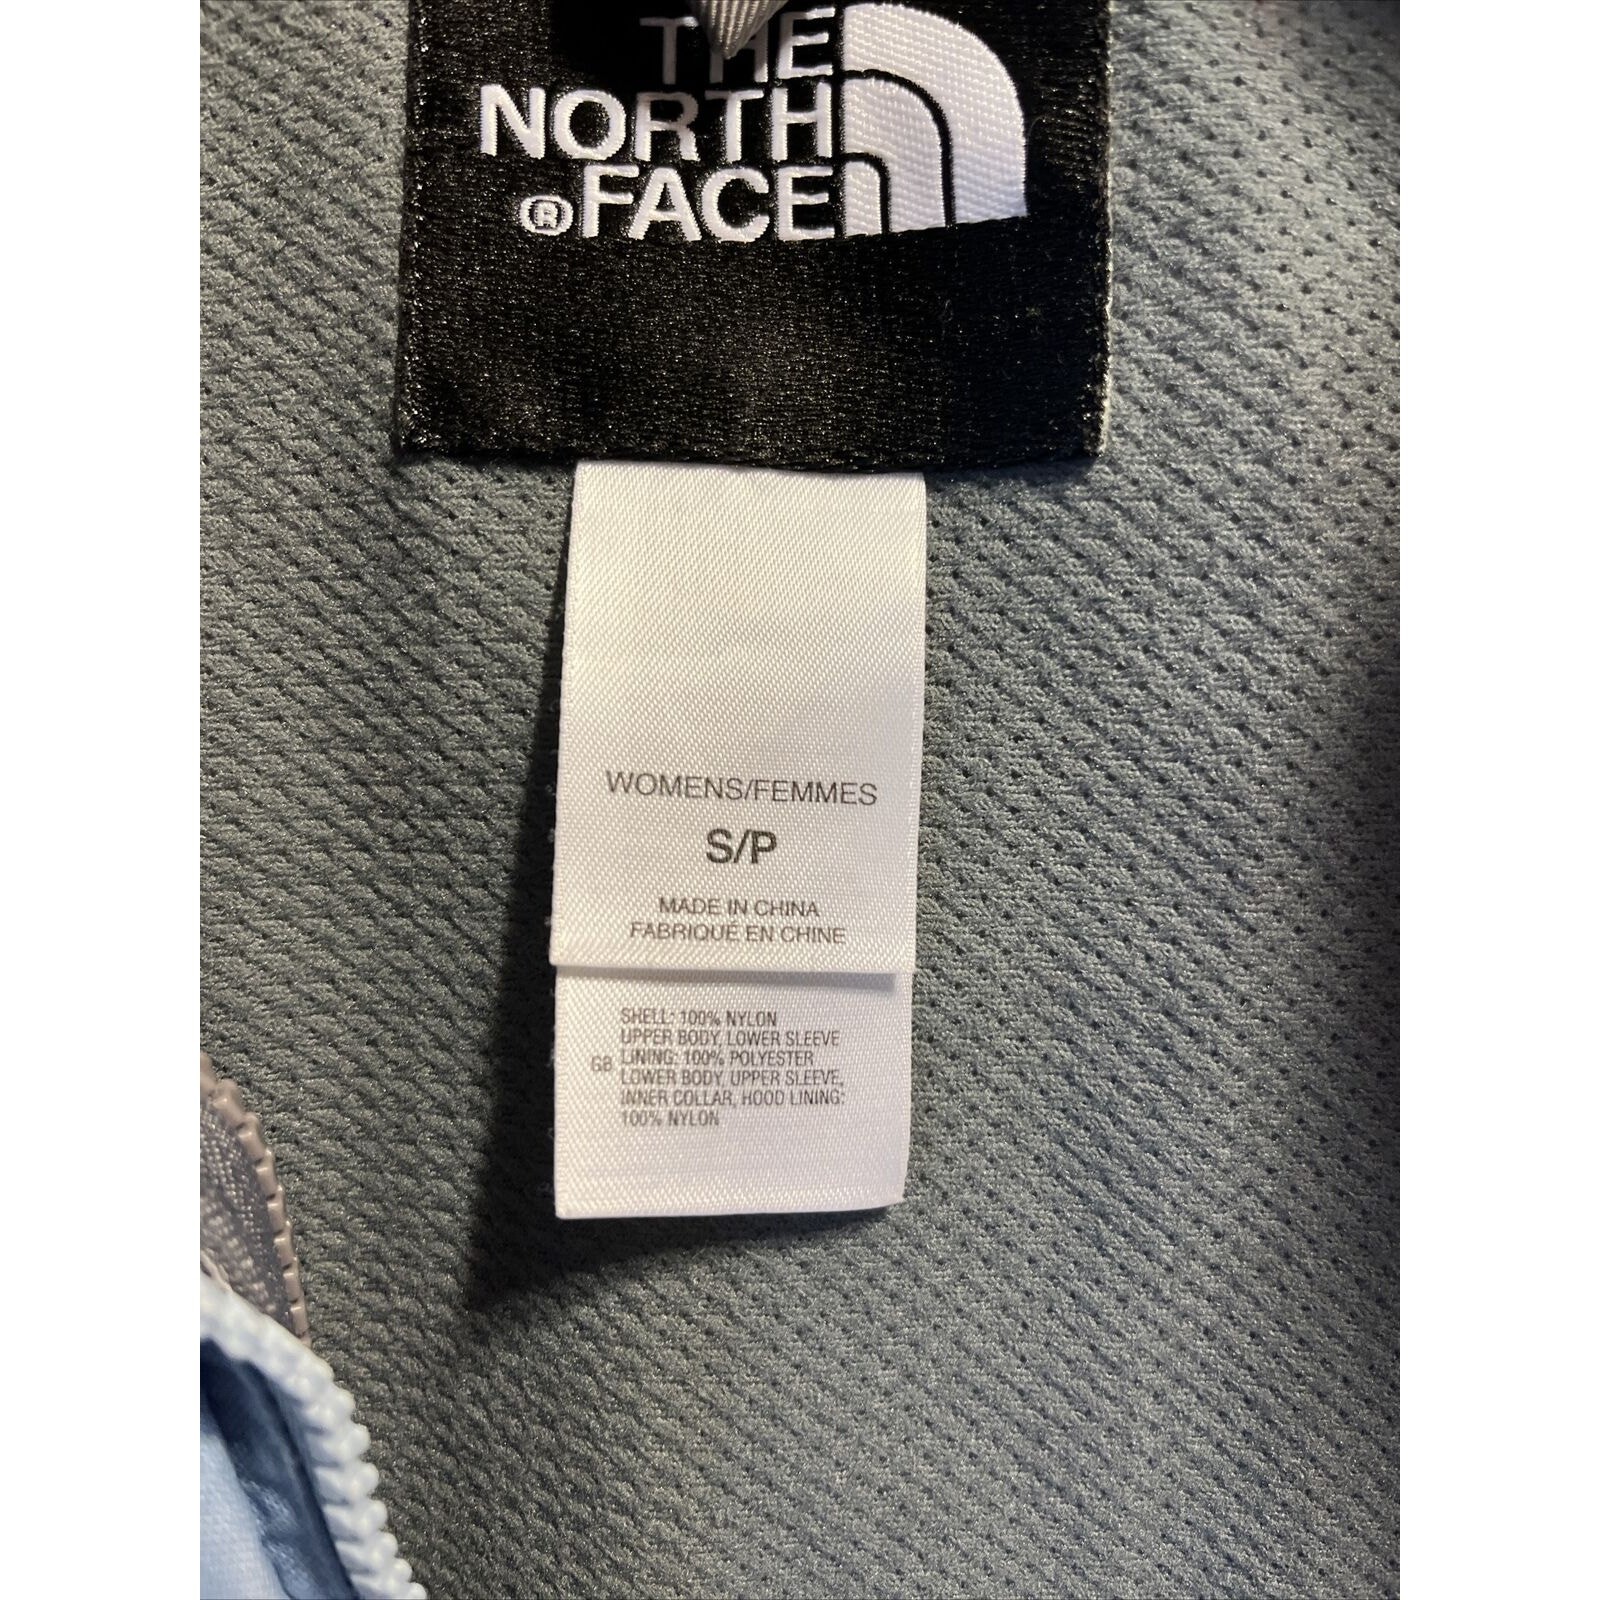 THE
NORTH
®FACE
WOMENS/FEMMES
S/P
MADE IN CHINA
FABRIQUÉ EN CHINE
SHELL: 100% NYLON
UPPER BODY, LOWER SLEEVE
GB LINING: 100% POLYESTER
LOWER BODY, UPPER SLEEVE,
INNER COLLAR, HOOD LINING:
100% NYLON